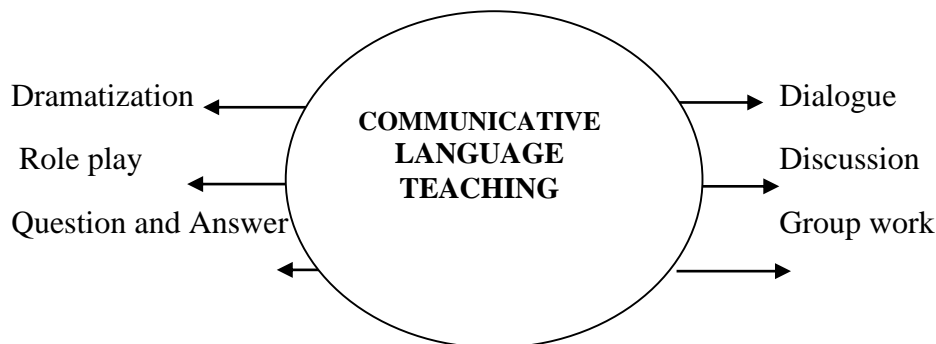 Dramatization
Role play
Question and Answer
COMMUNICATIVE
LANGUAGE
TEACHING
Dialogue
Discussion
Group work